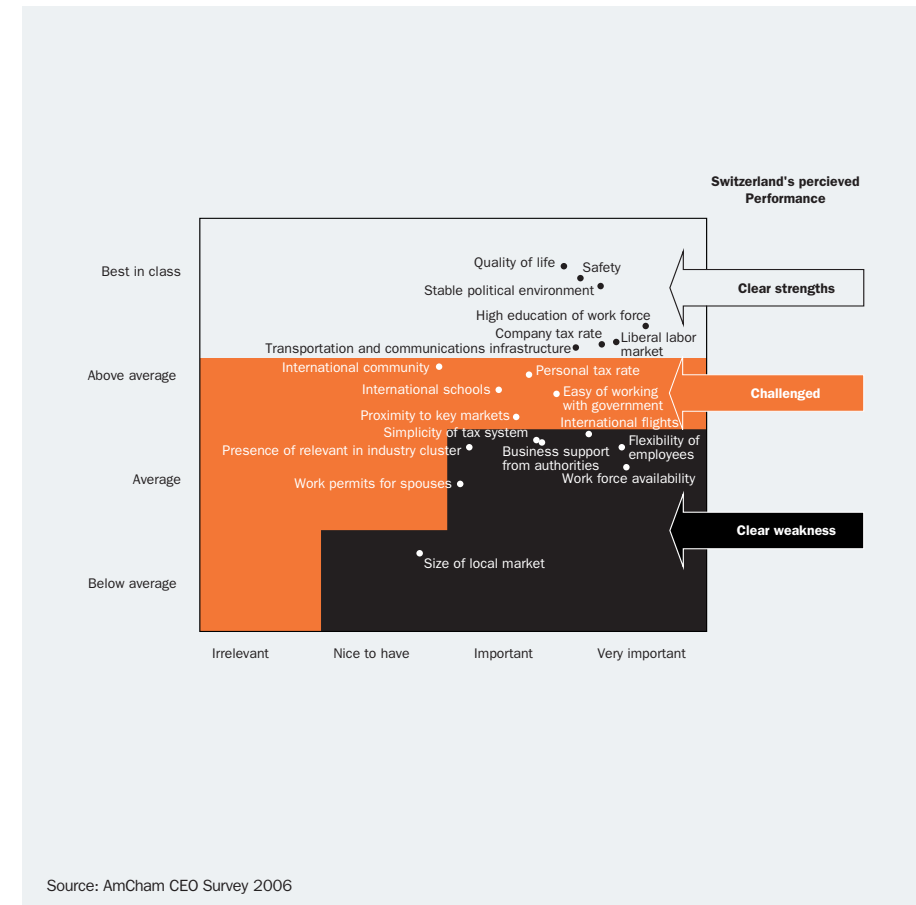 Switzerland's percieved
Performance
Best in class
Quality of life
Safety
Stable political environment
Clear strengths
High education of work force
Company tax rate
Liberal labor
market
Transportation and communications infrastructure
Above average
International community
Personal tax rate
International schools
Easy of working
with government
Challenged
Proximity to key markets
International flights
Simplicity of tax system
Presence of relevant in industry cluster
Business support
from authorities
Flexibility of
employees
Average
Work permits for spouses
Work force availability
Clear weakness
Size of local market
Below average
Irrelevant
Nice to have
Important
Very important
Source: AmCham CEO Survey 2006